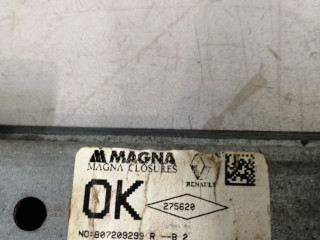 MAGNA
MAGNA CLOSURES
RENAULT
OK
275620
NO:807209299 R --B 2